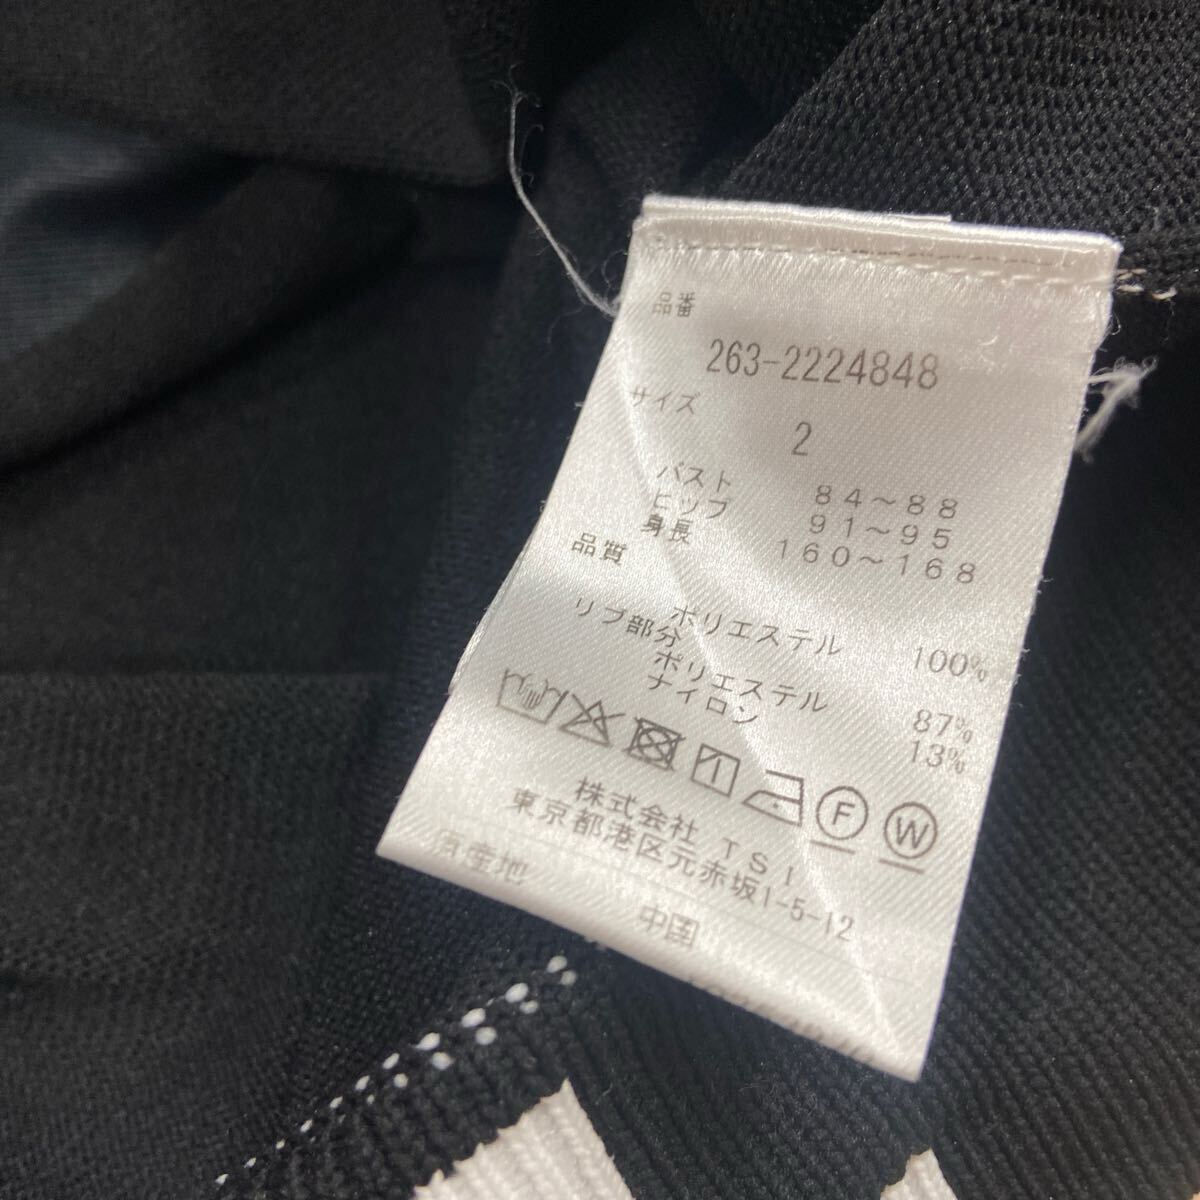 品番
263-2224848
サイズ
2
バスト 84～88
ヒップ 91～95
身長 160～168
品質
ポリエステル 100%
リブ部分
ポリエステル 87%
ナイロン 13%
F W
株式会社 TSI
東京都港区元赤坂1-5-12
原産地
中国